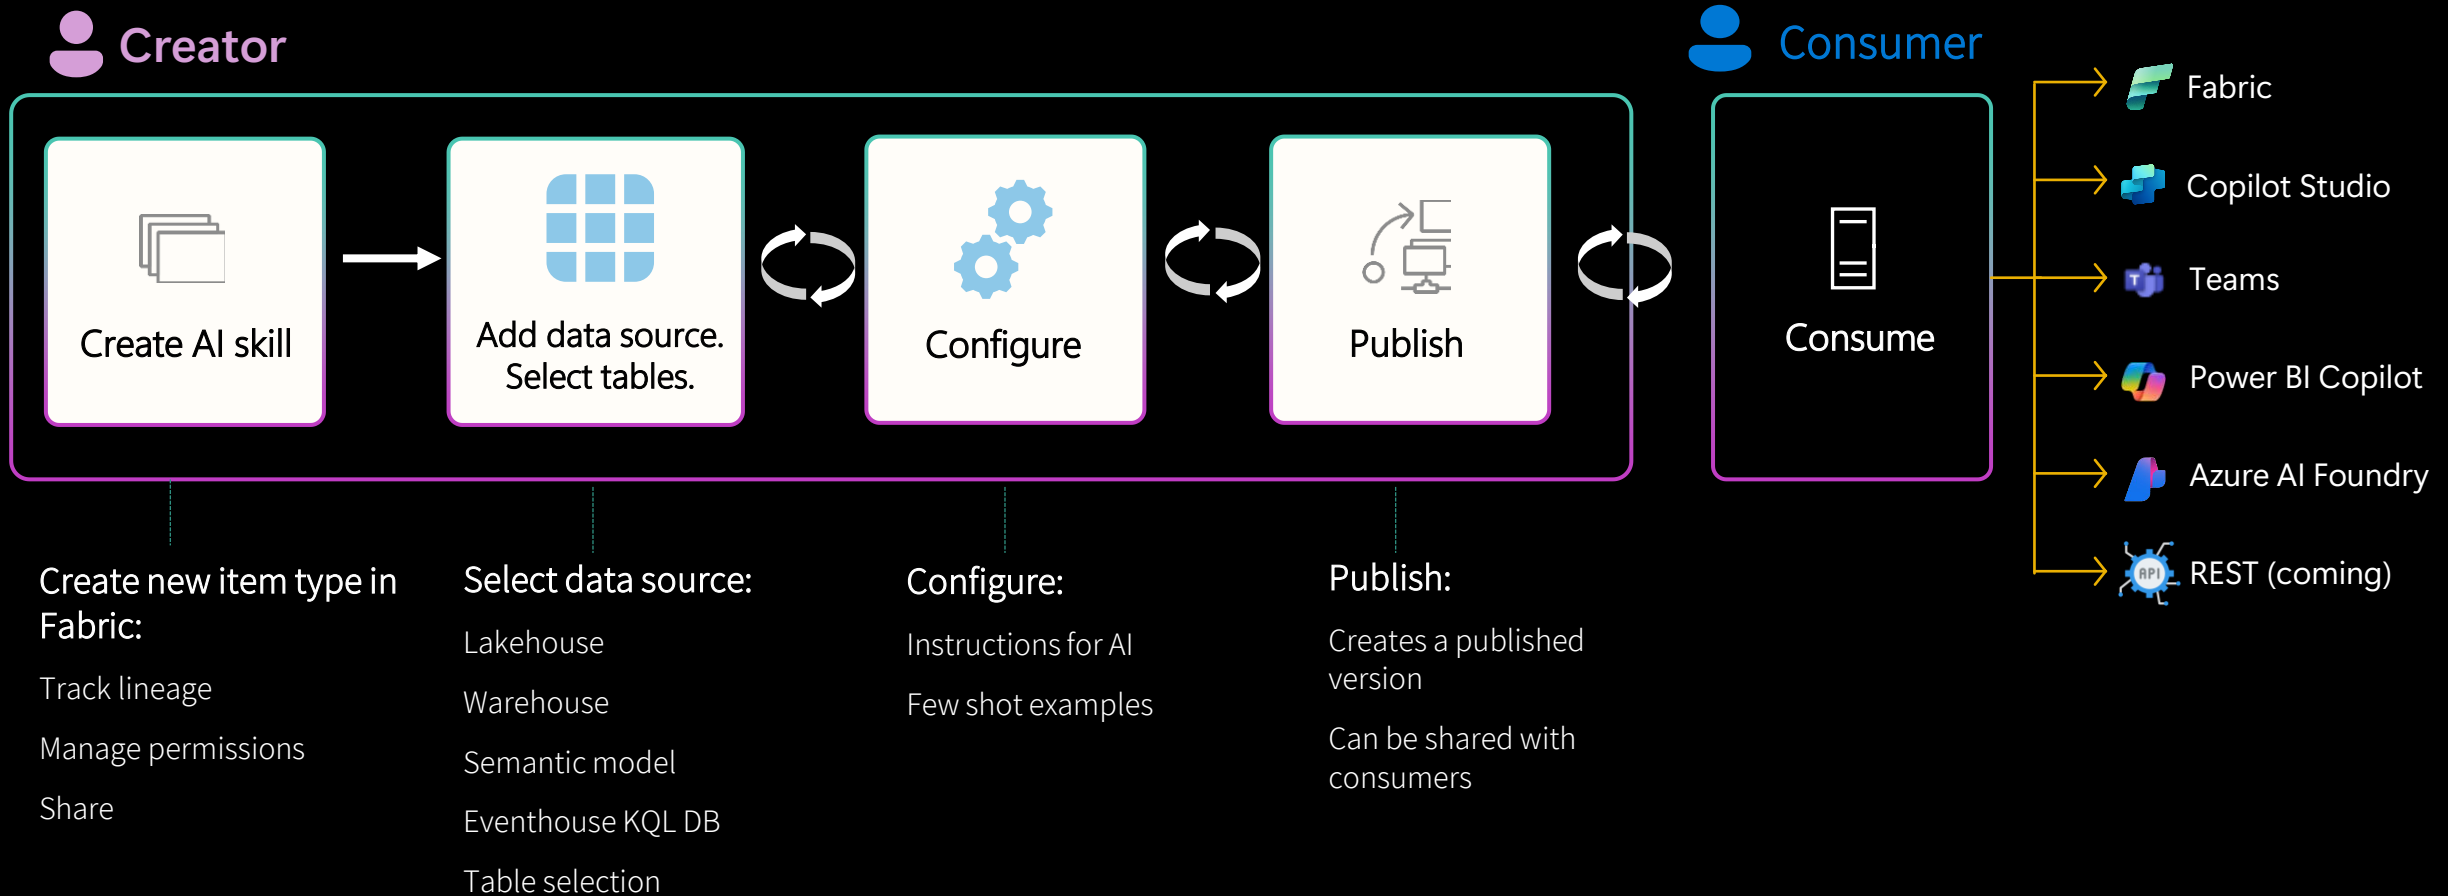 Creator
Consumer
Create AI skill
Add data source.
Select tables.
Configure
Publish
Consume
Fabric
Copilot Studio
Teams
Power BI Copilot
Azure AI Foundry
API
REST (coming)
Create new item type in
Fabric:
Track lineage
Manage permissions
Share
Select data source:
Lakehouse
Warehouse
Semantic model
Eventhouse KQL DB
Table selection
Configure:
Instructions for AI
Few shot examples
Publish:
Creates a published
version
Can be shared with
consumers